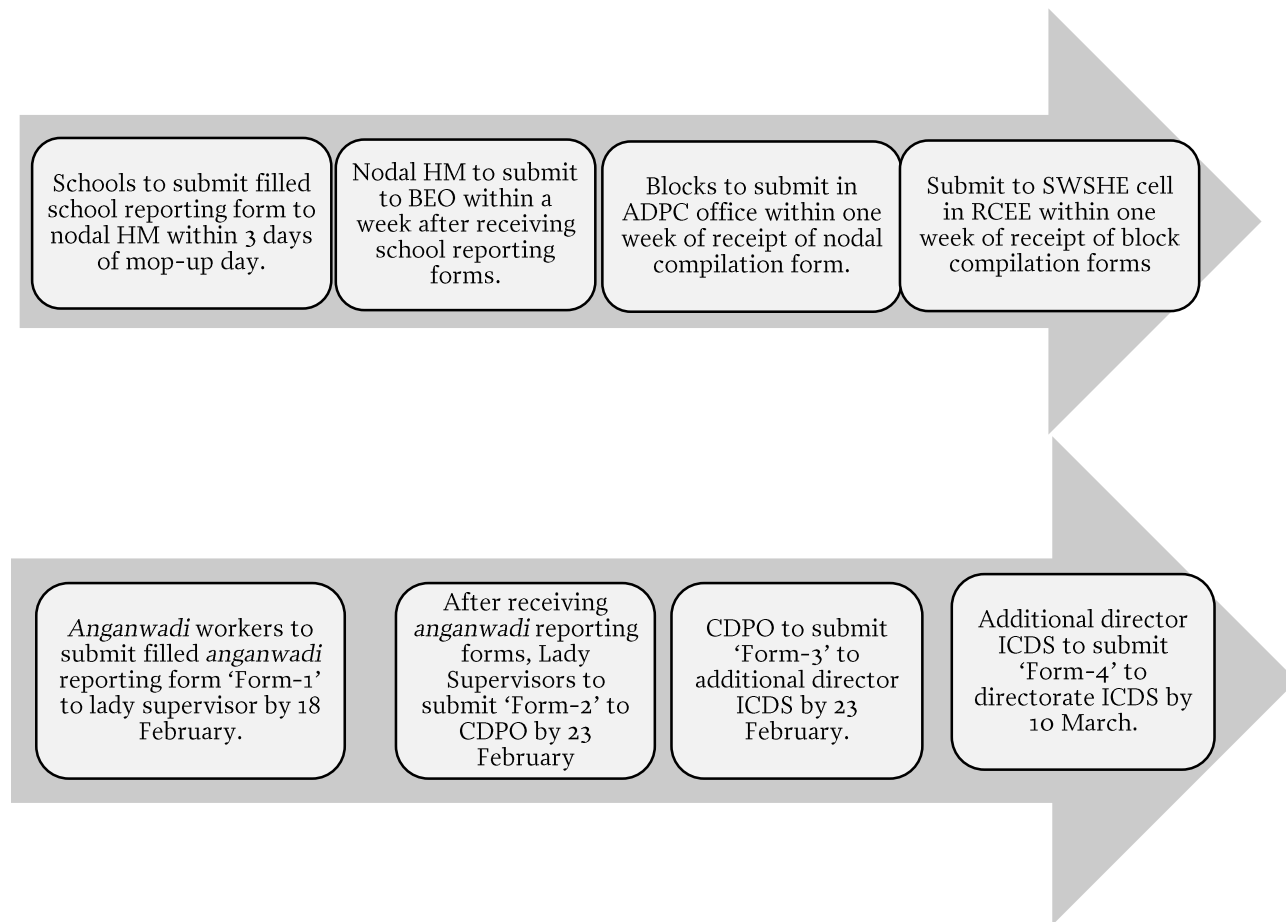 Schools to submit filled
school reporting form to
nodal HM within 3 days
of mop-up day.
Nodal HM to submit
to BEO within a
week after receiving
school reporting
forms.
Blocks to submit in
ADPC office within one
week of receipt of nodal
compilation form.
Submit to SWSHE cell
in RCEE within one
week of receipt of block
compilation forms
Anganwadi workers to
submit filled anganwadi
reporting form ‘Form-1’
to lady supervisor by 18
February.
After receiving
anganwadi reporting
forms, Lady
Supervisors to
submit ‘Form-2’ to
CDPO by 23
February
CDPO to submit
‘Form-3’ to
additional director
ICDS by 23
February.
Additional director
ICDS to submit
‘Form-4’ to
directorate ICDS by
10 March.